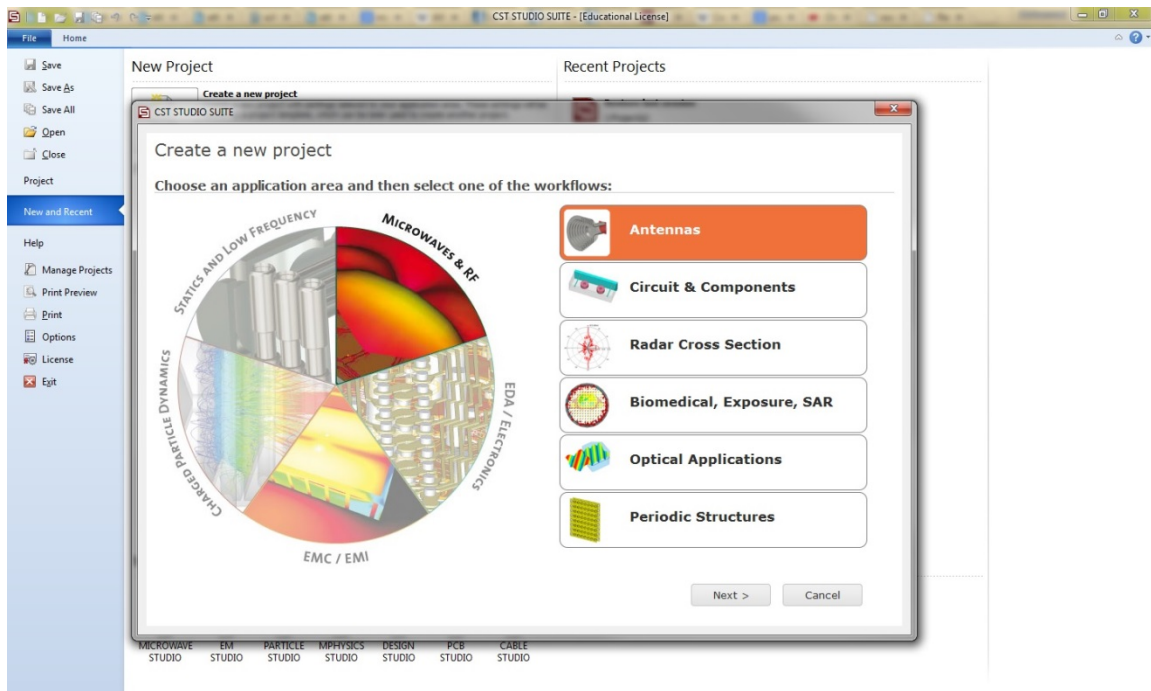 CST STUDIO SUITE - [Educational License]
File Home
Save
Save As
Save All
Open
Close
Project
New and Recent
Help
Manage Projects
Print Preview
Print
Options
License
Exit
New Project
Create a new project
Recent Projects
CST STUDIO SUITE
Create a new project
Choose an application area and then select one of the workflows:
STATICS AND LOW FREQUENCY
MICROWAVES & RF
EDA / ELECTRONICS
EMC / EMI
CHARGED PARTICLE DYNAMICS
Antennas
Circuit & Components
Radar Cross Section
Biomedical, Exposure, SAR
Optical Applications
Periodic Structures
Next > Cancel
MICROWAVE EM PARTICLE MPHYSICS DESIGN PCB CABLE
STUDIO STUDIO STUDIO STUDIO STUDIO STUDIO STUDIO